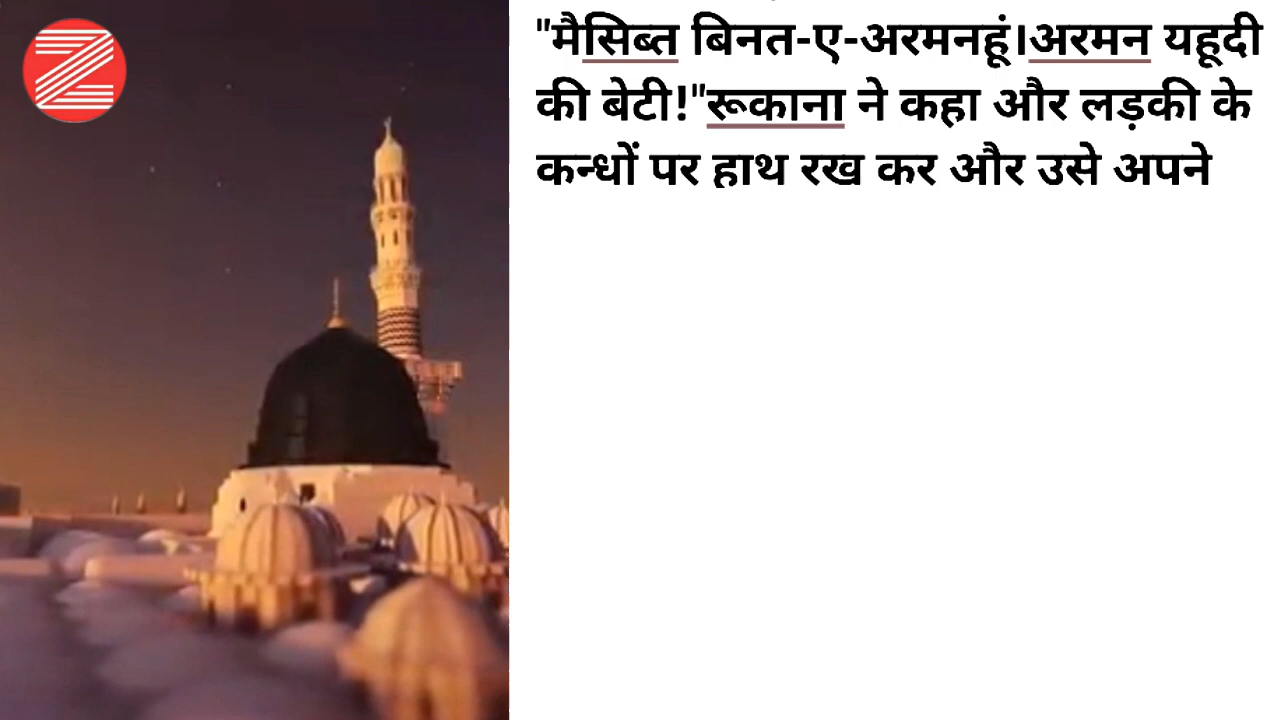 "मैसिब्त बिनत-ए-अरमनहूं।अरमन यहूदी
की बेटी!"रूकाना ने कहा और लड़की के
कन्धों पर हाथ रख कर और उसे अपने